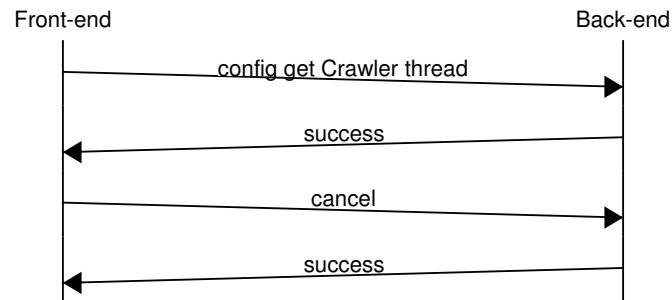 Front-end
Back-end
config get Crawler thread
success
cancel
success